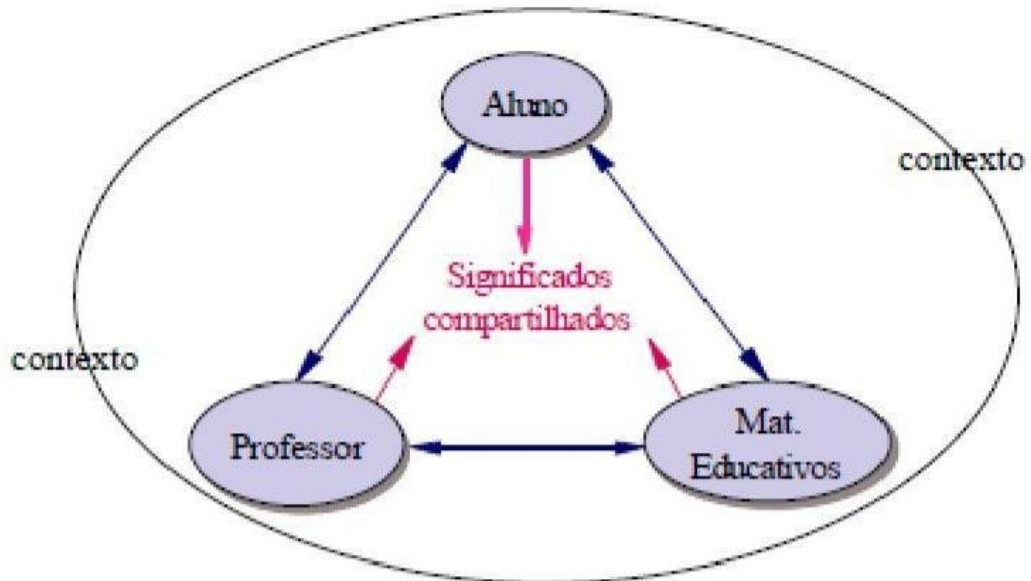 Aluno
contexto
Significados
compartilhados
contexto
Professor
Mat.
Educativos